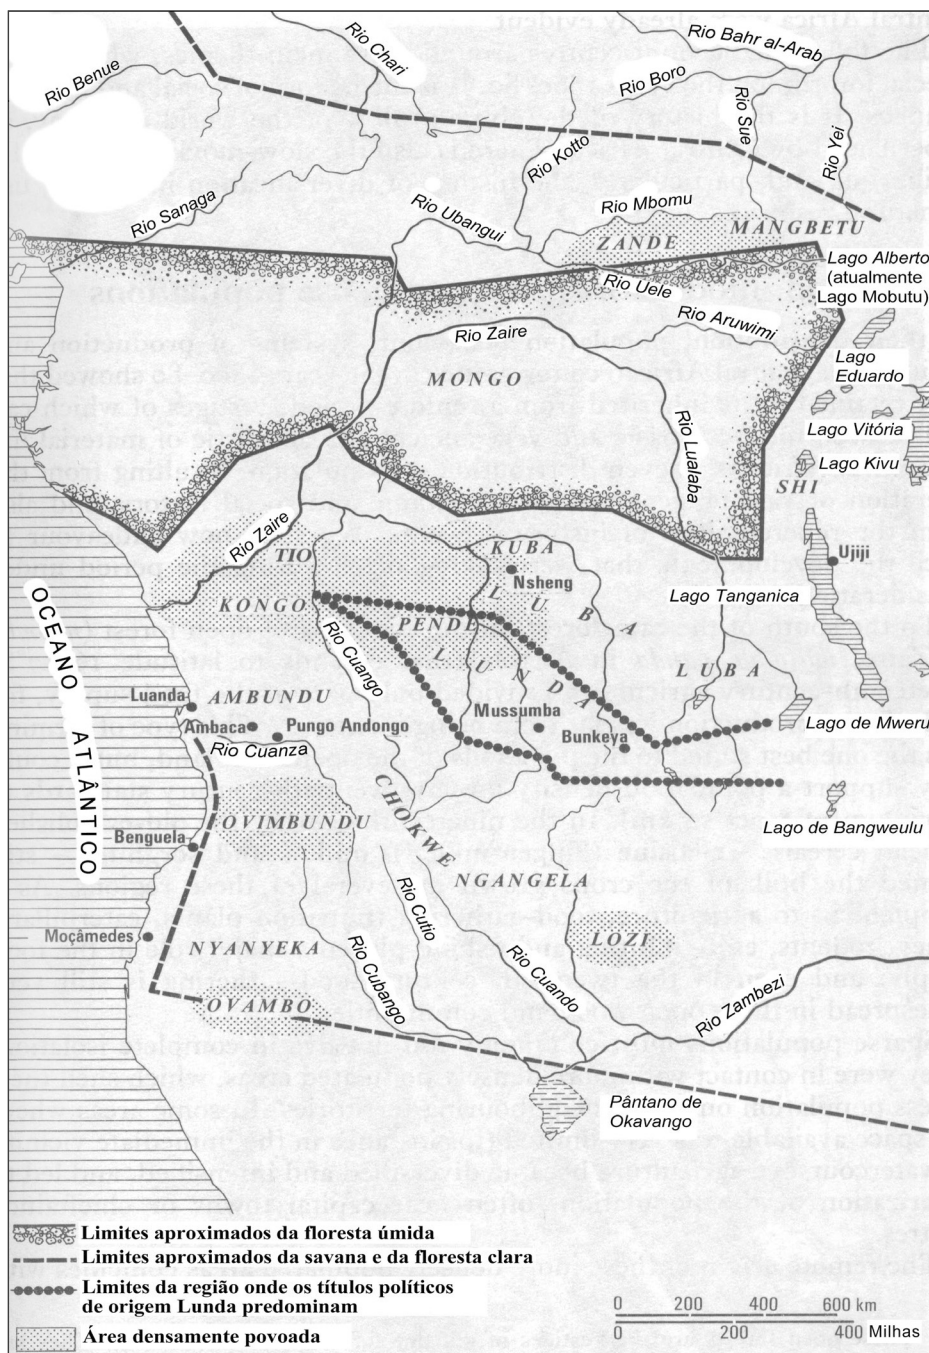 Rio Benue
Rio Chari
Rio Bahr al-Arab
Rio Boro
Rio Sue
Rio Yei
Rio Kotto
Rio Sanaga
Rio Ubangui
Rio Mbomu
ZANDE
MANGBETU
Lago Alberto
(atualmente
Lago Mobutu)
Rio Uele
Rio Aruwimi
Rio Zaire
Lago
Eduardo
MONGO
Lago Vitória
Rio Lualaba
Lago Kivu
SHI
Rio Zaire
TIO
KUBA
Nsheng
Ujiji
Lago Tanganica
KONGO
LUBA
PENDE
LUNDA
Rio Cuango
LUBA
OCEANO ATLÂNTICO
Luanda
AMBUNDU
Ambaca
Pungo Andongo
Mussumba
Bunkeya
Lago de Mweru
Rio Cuanza
TCHOKWE
OVIMBUNDU
Lago de Bangweulu
Benguela
NGANGELA
Rio Cutio
LOZE
Moçâmedes
NYANYEKA
Rio Cubango
Rio Cuando
Rio Zambezi
OVAMBO
Pântano de
Okavango
Limites aproximados da floresta úmida
Limites aproximados da savana e da floresta clara
Limites da região onde os títulos políticos
de origem Lunda predominam
Área densamente povoada
0 200 400 600 km
0 200 400 Milhas